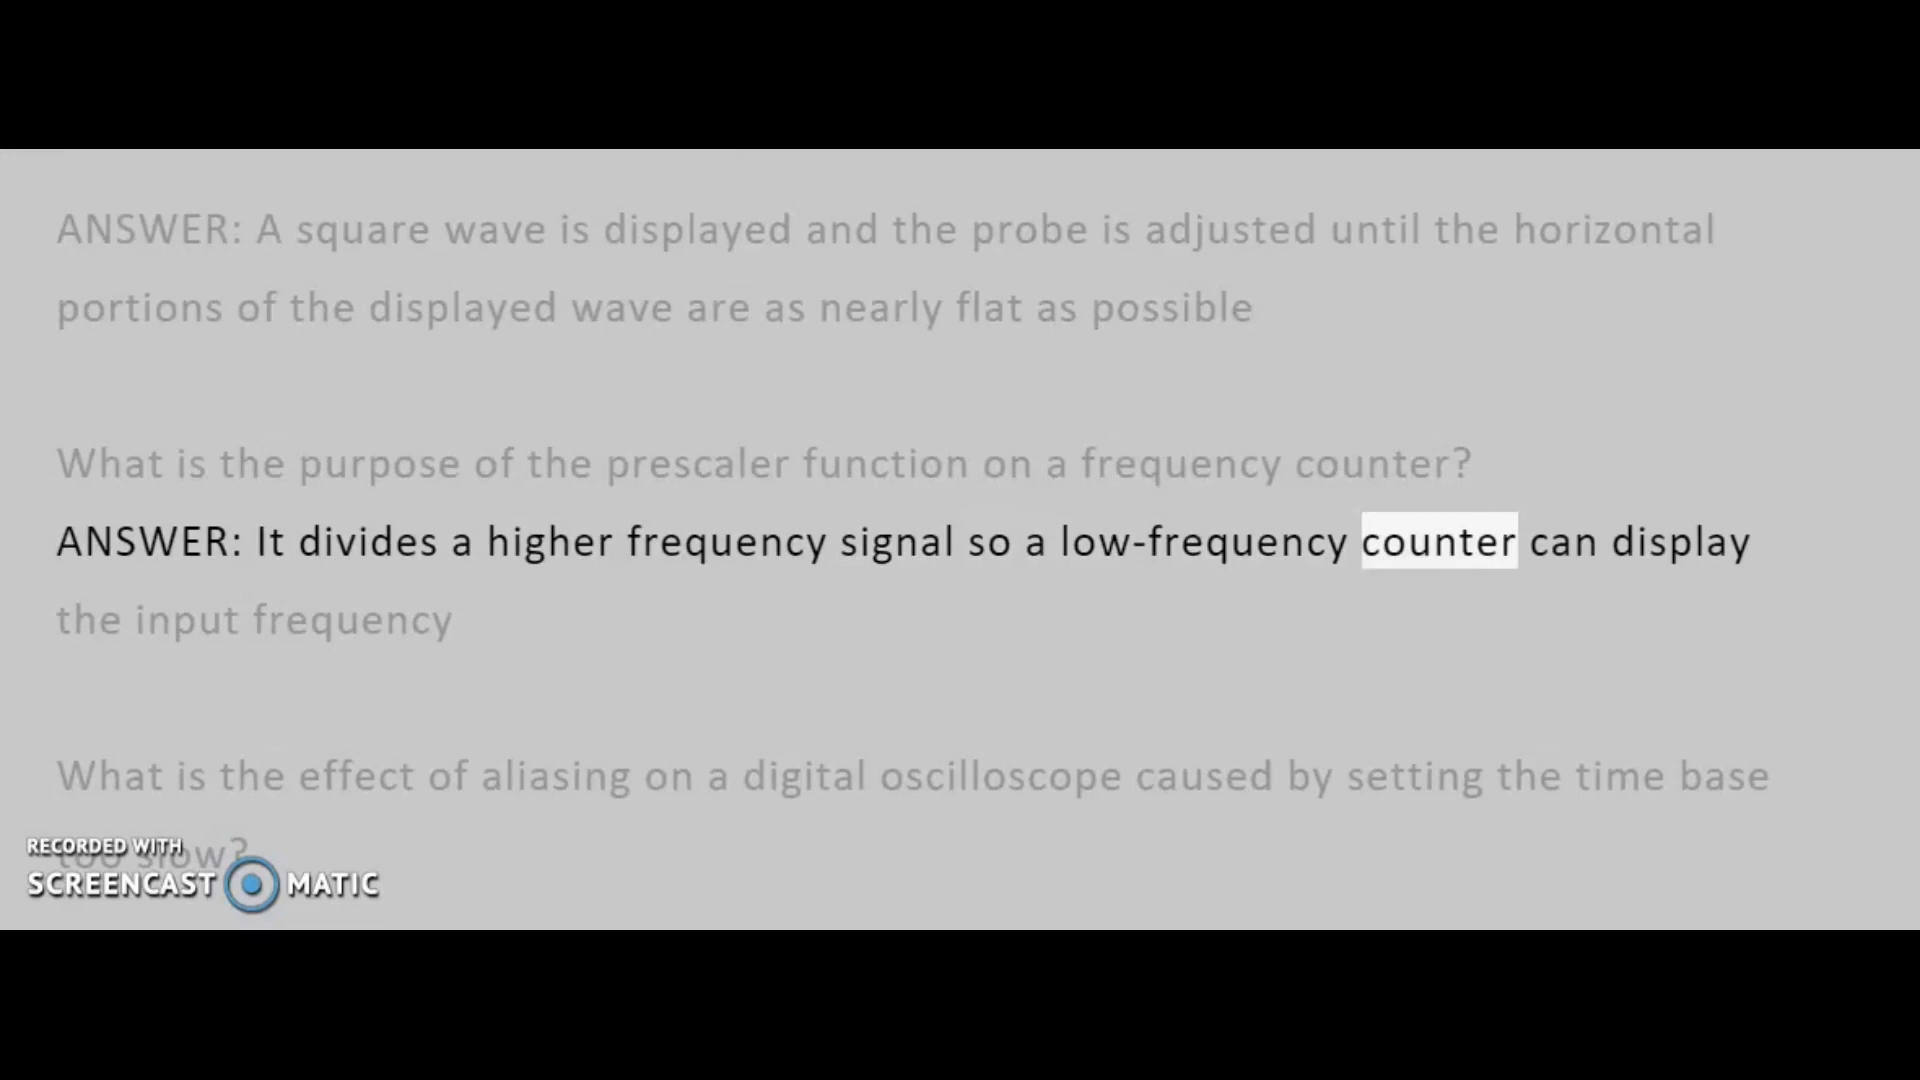 ANSWER: A square wave is displayed and the probe is adjusted until the horizontal
portions of the displayed wave are as nearly flat as possible
What is the purpose of the prescaler function on a frequency counter?
ANSWER: It divides a higher frequency signal so a low-frequency counter can display
the input frequency
What is the effect of aliasing on a digital oscilloscope caused by setting the time base
too slow?
RECORDED WITH
SCREENCAST MATIC